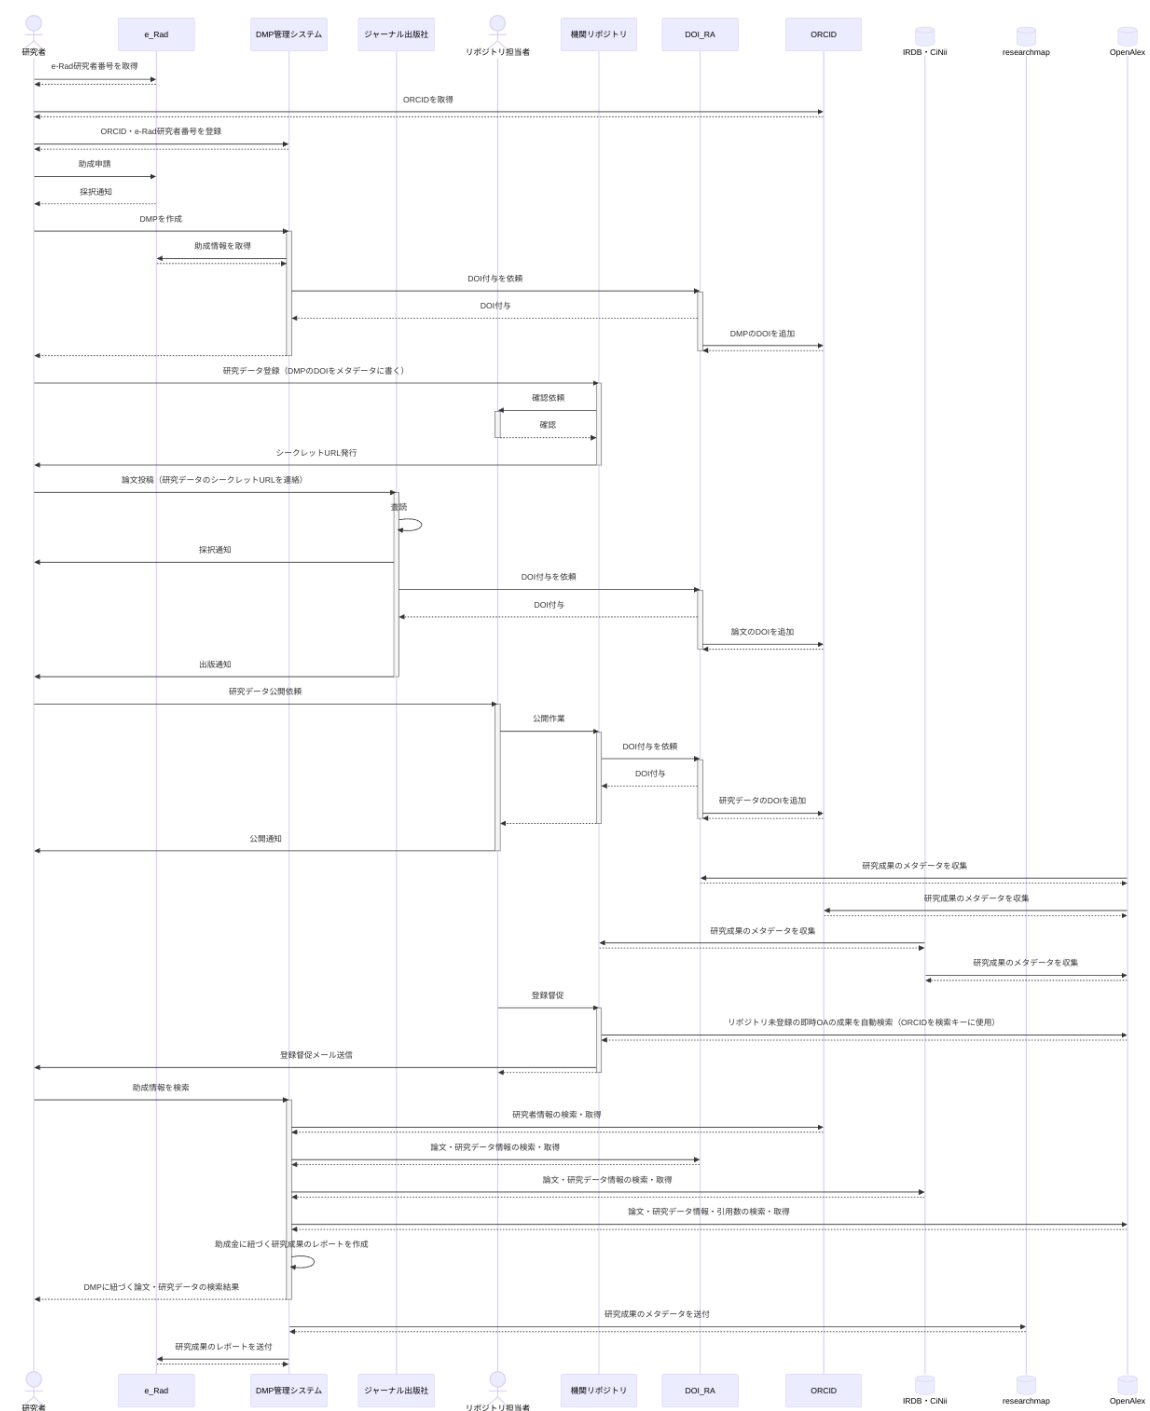 研究者
e_Rad
DMP管理システム
ジャーナル出版社
リポジトリ担当者
機関リポジトリ
DOI_RA
ORCID
IRDB・CiNii
researchmap
OpenAlex
e-Rad研究者番号を取得
ORCIDを取得
ORCID・e-Rad研究者番号を登録
助成申請
採択通知
DMPを作成
助成情報を取得
DOI付与を依頼
DOI付与
DMPのDOIを追加
研究データ登録（DMPのDOIをメタデータに書く）
確認依頼
確認
シークレットURL発行
論文投稿（研究データのシークレットURLを連絡）
査読
採択通知
DOI付与を依頼
DOI付与
論文のDOIを追加
出版通知
研究データ公開依頼
公開作業
DOI付与を依頼
DOI付与
研究データのDOIを追加
公開通知
研究成果のメタデータを収集
研究成果のメタデータを収集
研究成果のメタデータを収集
研究成果のメタデータを収集
登録督促
リポジトリ未登録の即時OAの成果を自動検索（ORCIDを検索キーに使用）
登録督促メール送信
助成情報を検索
研究者情報の検索・取得
論文・研究データ情報の検索・取得
論文・研究データ情報の検索・取得
論文・研究データ情報・引用数の検索・取得
助成金に紐づく研究成果のレポートを作成
DMPに紐づく論文・研究データの検索結果
研究成果のメタデータを送付
研究成果のレポートを送付
研究者
e_Rad
DMP管理システム
ジャーナル出版社
リポジトリ担当者
機関リポジトリ
DOI_RA
ORCID
IRDB・CiNii
researchmap
OpenAlex